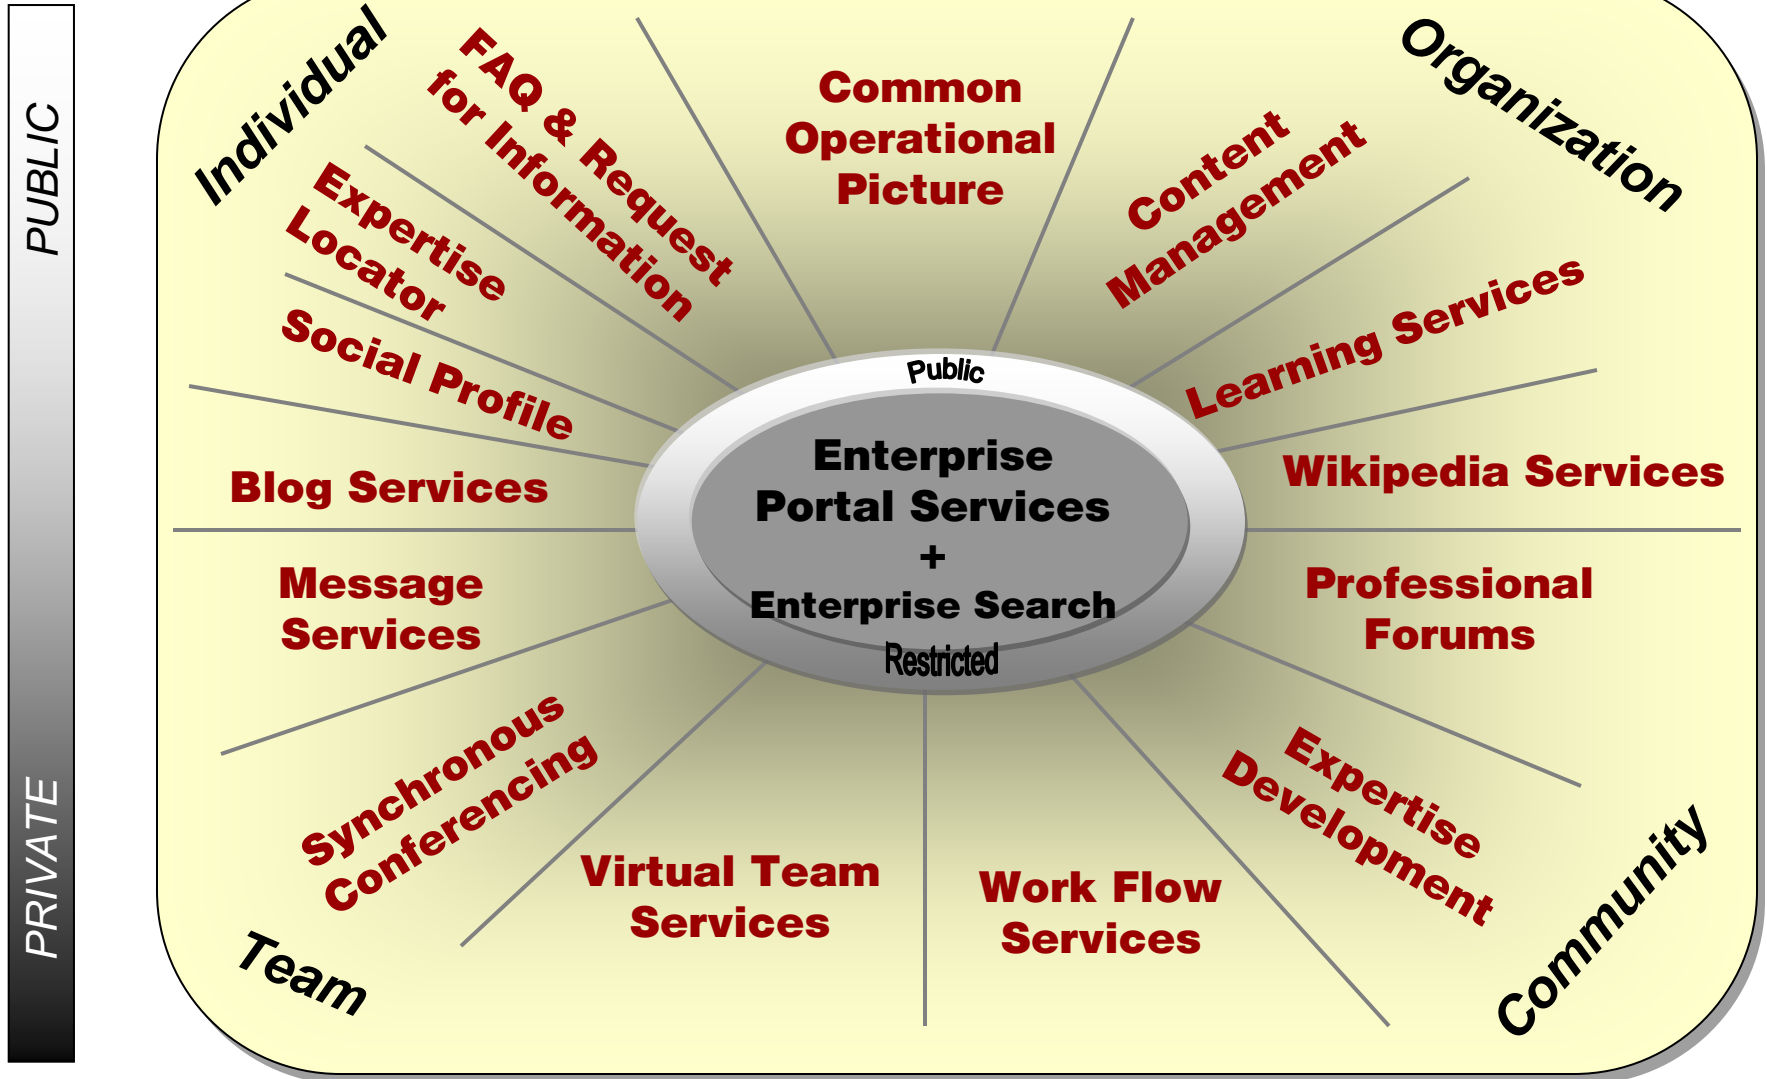 PUBLIC
PRIVATE
Individual
Organization
FAQ & Request
for Information
Common
Operational
Picture
Content
Management
Expertise
Locator
Learning Services
Social Profile
Wikipedia Services
Blog Services
Public
Enterprise
Portal Services
+
Enterprise Search
Restricted
Message
Services
Professional
Forums
Synchronous
Conferencing
Expertise
Development
Virtual Team
Services
Work Flow
Services
Team
Community